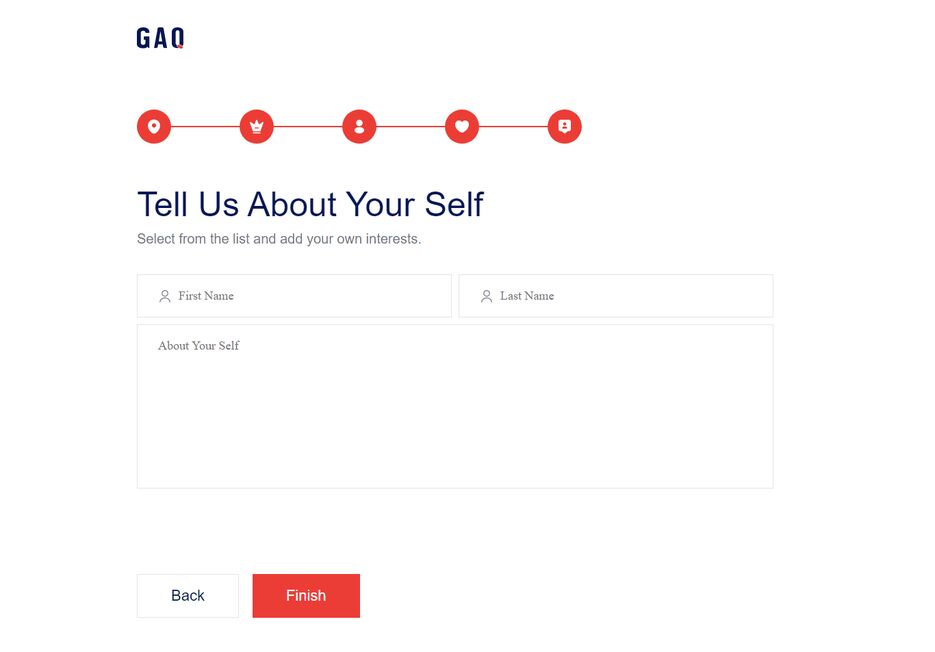 GAQ
Tell Us About Your Self
Select from the list and add your own interests.
First Name
Last Name
About Your Self
Back
Finish